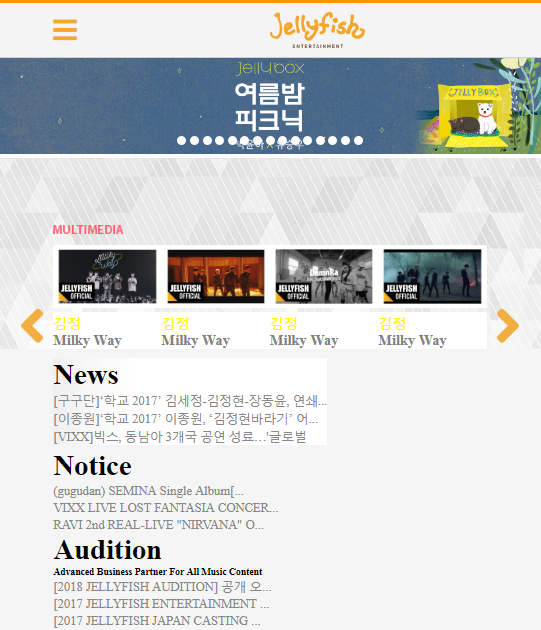 Jellyfish
ENTERTAINMENT
Jellybox
여름밤
피크닉
JELLY BOX
MULTIMEDIA
Milky Way
JELLYFISH
OFFICIAL
JELLYFISH
OFFICIAL
DamnRa
JELLYFISH
OFFICIAL
JELLYFISH
OFFICIAL
김정 김정 김정 김정
Milky Way Milky Way Milky Way Milky Way
News
[구구단]‘학교 2017’ 김세정-김정현-장동윤, 연쇄...
[이종원]‘학교 2017’ 이종원, ‘김정현바라기’ 어...
[VIXX]빅스, 동남아 3개국 공연 성료…'글로벌
Notice
(gugudan) SEMINA Single Album[...
VIXX LIVE LOST FANTASIA CONCER...
RAVI 2nd REAL-LIVE "NIRVANA" O...
Audition
Advanced Business Partner For All Music Content
[2018 JELLYFISH AUDITION] 공개 오...
[2017 JELLYFISH ENTERTAINMENT ...
[2017 JELLYFISH JAPAN CASTING ...